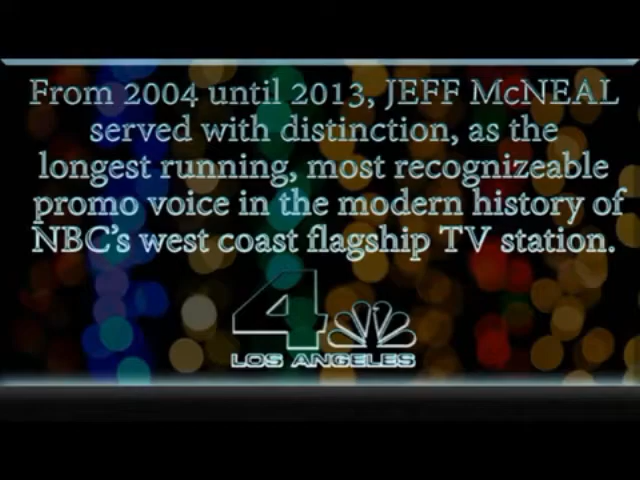 From 2004 until 2013, JEFF McNEAL
served with distinction, as the
longest running, most recognizeable
promo voice in the modern history of
NBC's west coast flagship TV station.
4
LOS ANGELES